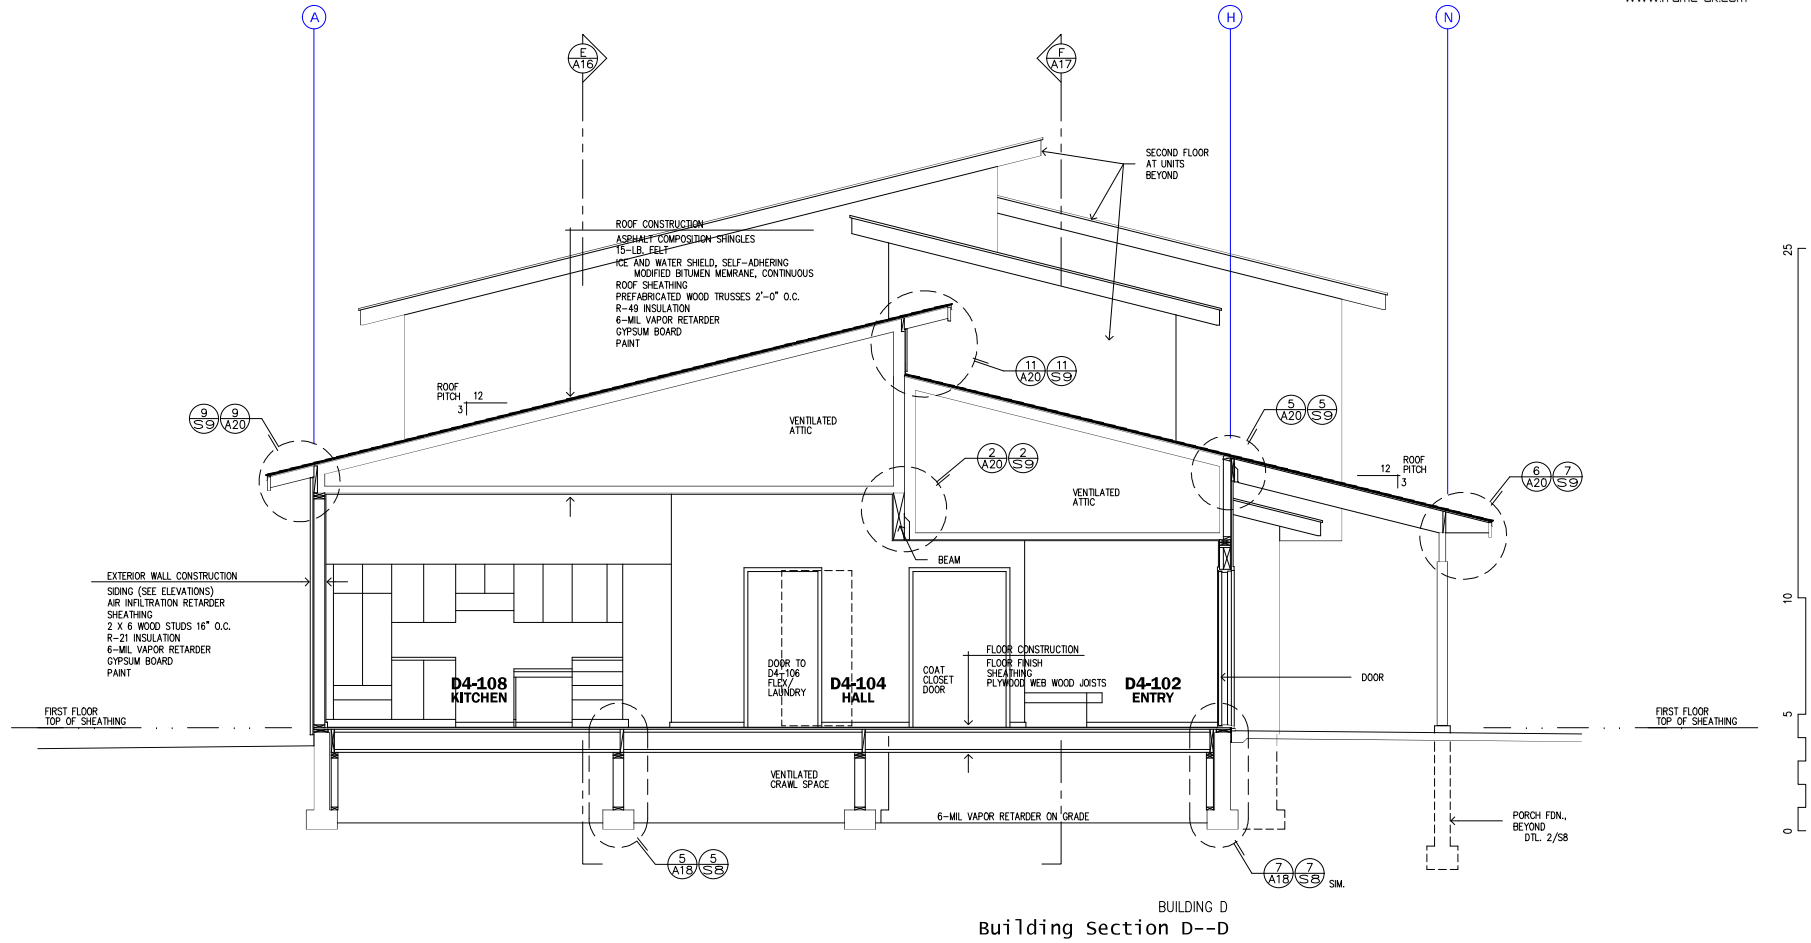 A
H
N
E
A16
F
A17
SECOND FLOOR
AT UNITS
BEYOND
ROOF CONSTRUCTION
ASPHALT COMPOSITION SHINGLES
15-LB. FELT
ICE AND WATER SHIELD, SELF-ADHERING
MODIFIED BITUMEN MEMRANE, CONTINUOUS
ROOF SHEATHING
PREFABRICATED WOOD TRUSSES 2'-0" O.C.
R-49 INSULATION
6-MIL VAPOR RETARDER
GYPSUM BOARD
PAINT
25
11
A20
11
S9
ROOF
PITCH
12
3
9
S9
9
A20
VENTILATED
ATTIC
5
A20
5
S9
2
A20
2
S9
ROOF
PITCH
12
3
6
A20
7
S9
VENTILATED
ATTIC
BEAM
EXTERIOR WALL CONSTRUCTION
SIDING (SEE ELEVATIONS)
AIR INFILTRATION RETARDER
SHEATHING
2 X 6 WOOD STUDS 16" O.C.
R-21 INSULATION
6-MIL VAPOR RETARDER
GYPSUM BOARD
PAINT
10
D4-108
KITCHEN
DOOR TO
D4-106
FLEX/
LAUNDRY
D4-104
HALL
COAT
CLOSET
DOOR
FLOOR CONSTRUCTION
FLOOR FINISH
SHEATHING
PLYWOOD WEB WOOD JOISTS
D4-102
ENTRY
DOOR
FIRST FLOOR
TOP OF SHEATHING
FIRST FLOOR
TOP OF SHEATHING
5
VENTILATED
CRAWL SPACE
6-MIL VAPOR RETARDER ON GRADE
PORCH FDN.,
BEYOND
DTL. 2/S8
0
5
A18
5
S8
7
A18
7
S8
SIM.
BUILDING D
Building Section D--D